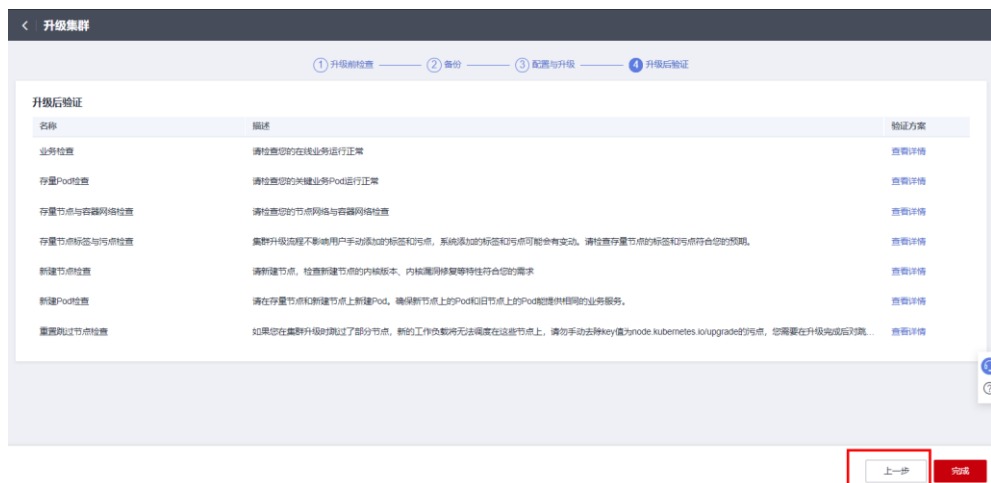 < 升级集群
① 升级前检查 ② 备份 ③ 配置与升级 4 升级后验证
升级后验证
名称 描述 验证方案
业务检查 请检查您的在线业务运行正常 查看详情
存量Pod检查 请检查您的关键业务Pod运行正常 查看详情
存量节点与容器网络检查 请检查您的节点网络与容器网络检查 查看详情
存量节点标签与污点检查 集群升级流程不影响用户手动添加的标签和污点，系统添加的标签和污点可能会有变动。请检查存量节点的标签和污点符合您的预期。 查看详情
新建节点检查 请新建节点，检查新建节点的内核版本、内核漏洞修复等特性符合您的需求 查看详情
新建Pod检查 请在存量节点和新建节点上新建Pod。确保新节点上的Pod和旧节点上的Pod能提供相同的业务服务。 查看详情
重置跳过节点检查 如果您在集群升级时跳过了部分节点，新的工作负载将无法调度在这些节点上，请勿手动去除key值为node.kubernetes.io/upgrade的污点，您需要在升级完成后对跳... 查看详情
上一步 完成